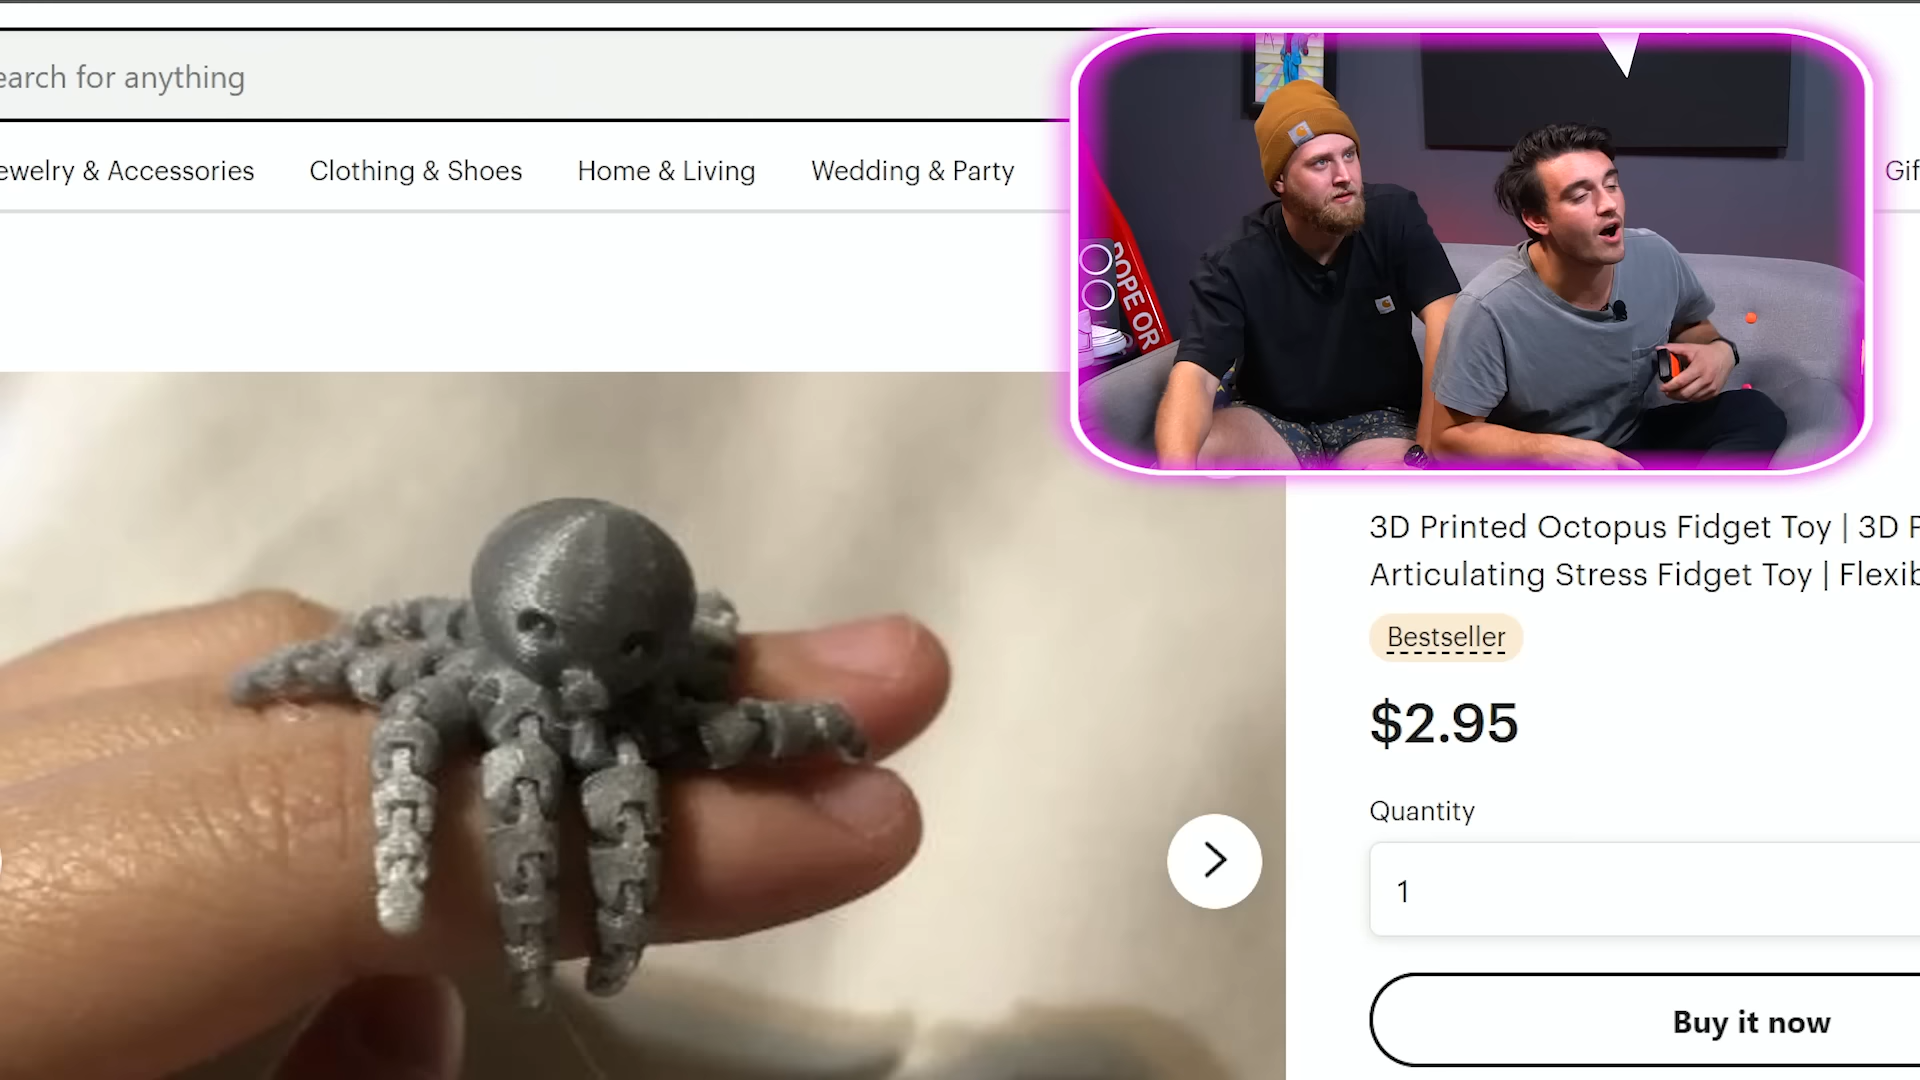 earch for anything
ewelry & Accessories Clothing & Shoes Home & Living Wedding & Party Gif
DOPE OR
3D Printed Octopus Fidget Toy | 3D P
Articulating Stress Fidget Toy | Flexib
Bestseller
$2.95
Quantity
1
Buy it now